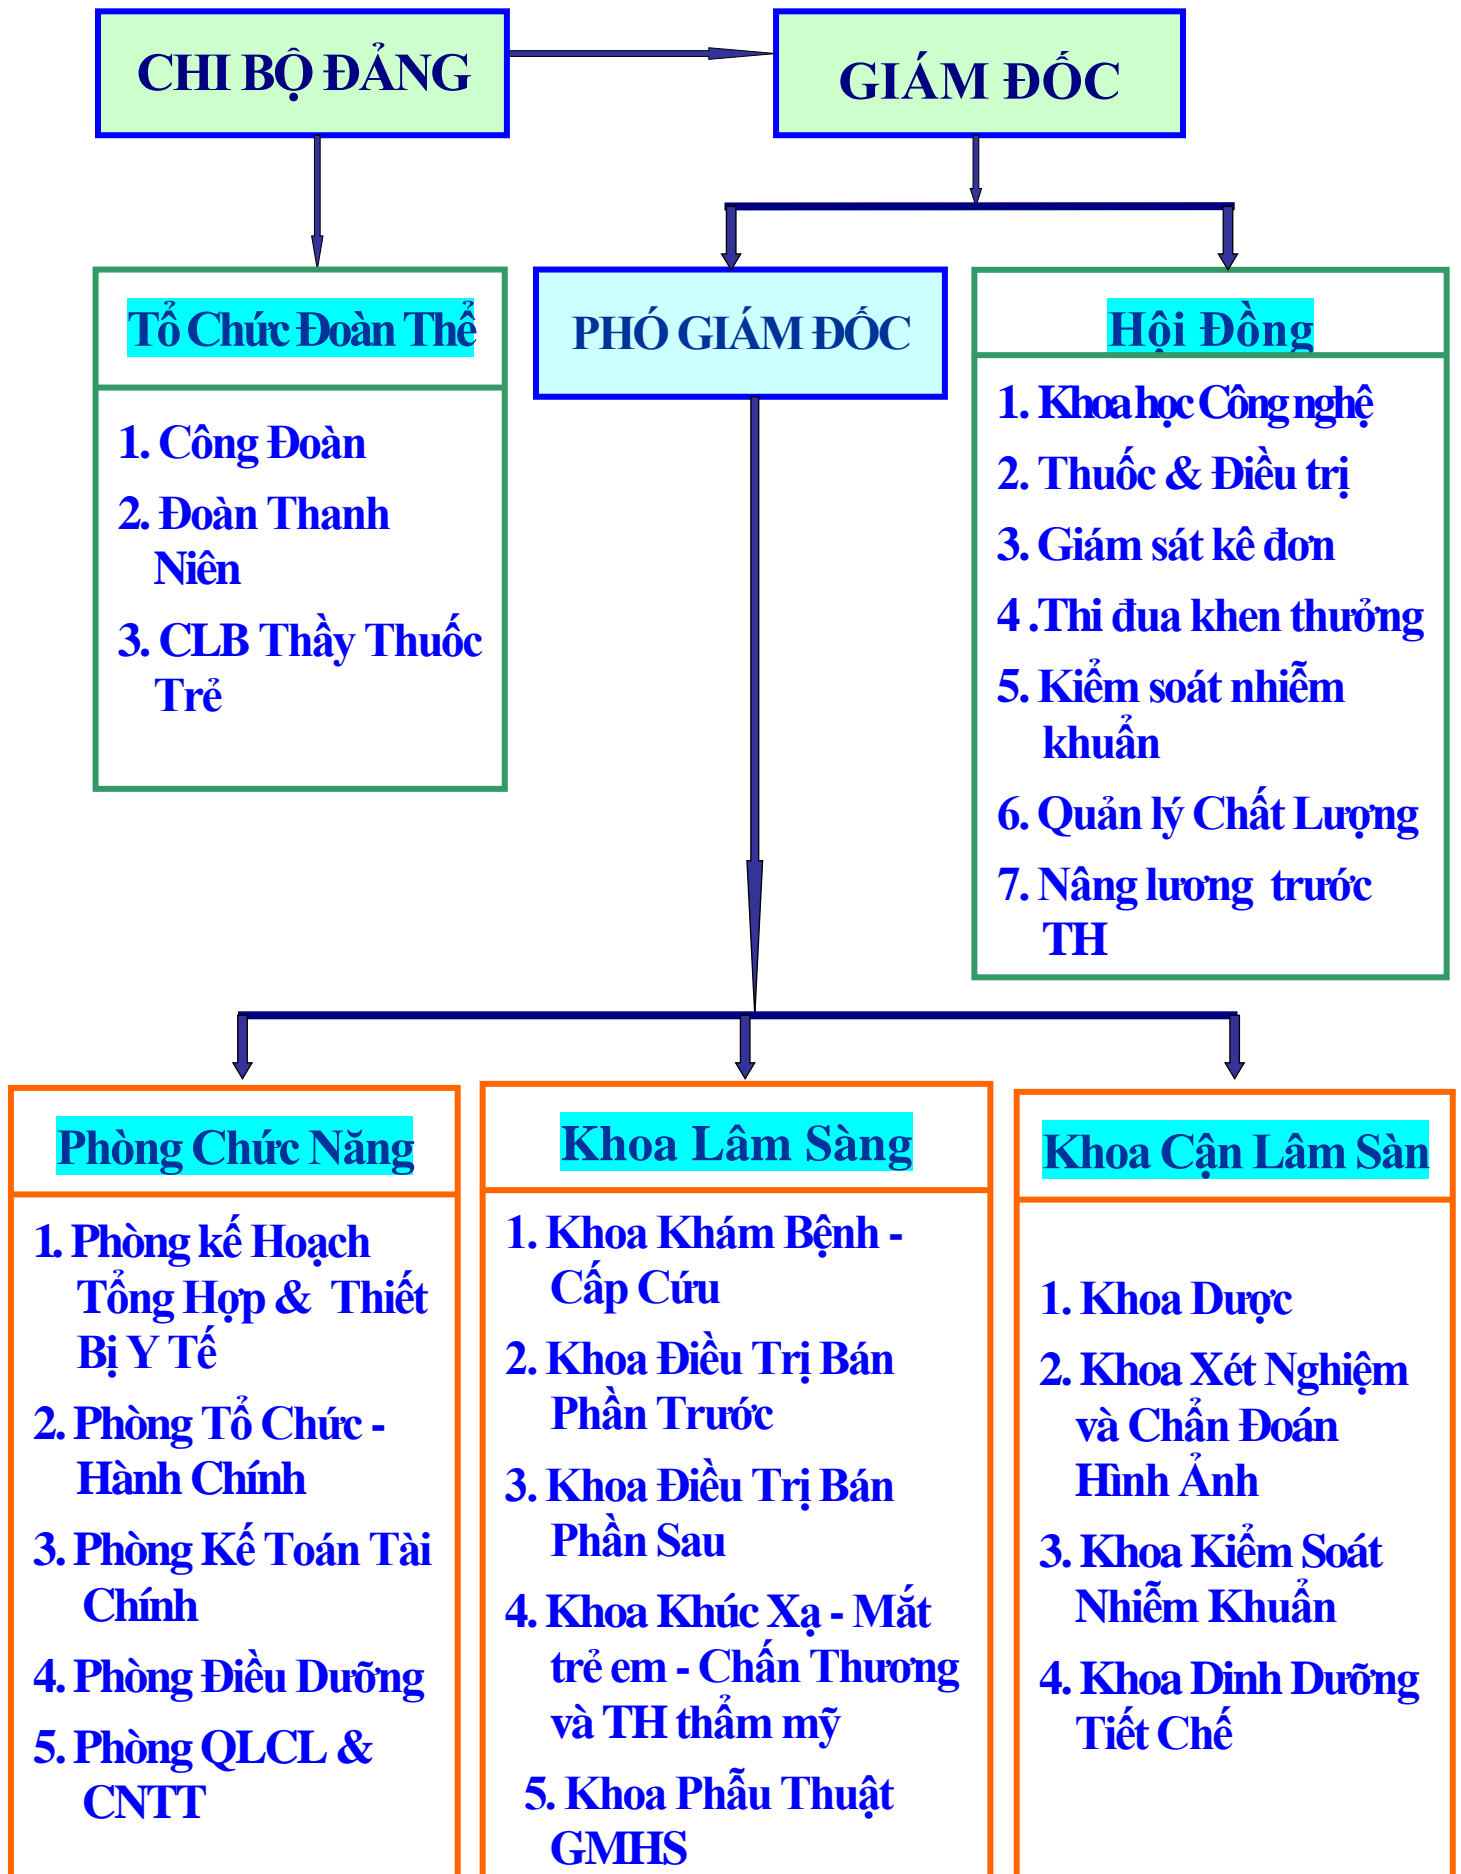 CHI BỘ ĐẢNG
GIÁM ĐỐC
Tổ Chức Đoàn Thể
1. Công Đoàn
2. Đoàn Thanh
Niên
3. CLB Thầy Thuốc
Trẻ
PHÓ GIÁM ĐỐC
Hội Đồng
1. Khoa học Công nghệ
2. Thuốc & Điều trị
3. Giám sát kê đơn
4 .Thi đua khen thưởng
5. Kiểm soát nhiễm
khuẩn
6. Quản lý Chất Lượng
7. Nâng lương trước
TH
Phòng Chức Năng
1. Phòng kế Hoạch
Tổng Hợp & Thiết
Bị Y Tế
2. Phòng Tổ Chức -
Hành Chính
3. Phòng Kế Toán Tài
Chính
4. Phòng Điều Dưỡng
5. Phòng QLCL &
CNTT
Khoa Lâm Sàng
1. Khoa Khám Bệnh -
Cấp Cứu
2. Khoa Điều Trị Bán
Phần Trước
3. Khoa Điều Trị Bán
Phần Sau
4. Khoa Khúc Xạ - Mắt
trẻ em - Chấn Thương
và TH thẩm mỹ
5. Khoa Phẫu Thuật
GMHS
Khoa Cận Lâm Sàn
1. Khoa Dược
2. Khoa Xét Nghiệm
và Chẩn Đoán
Hình Ảnh
3. Khoa Kiểm Soát
Nhiễm Khuẩn
4. Khoa Dinh Dưỡng
Tiết Chế